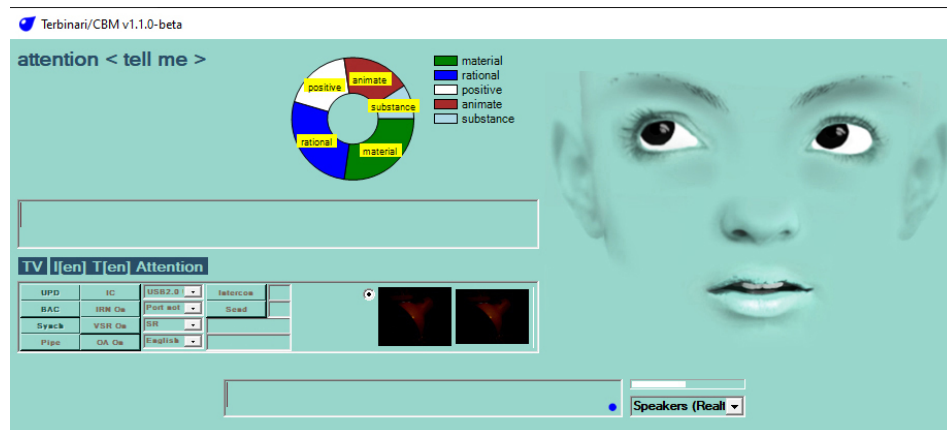 Terbinari/CBM v1.1.0-beta
attention < tell me >
material
rational
positive
animate
substance
positive
animate
substance
rational
material
TV I[en] T[en] Attention
UPD IC USB2.0 Intercom
BAC IRN On Port not Send
Synch VSR On SR
Pipe OA On English
Speakers (Realt